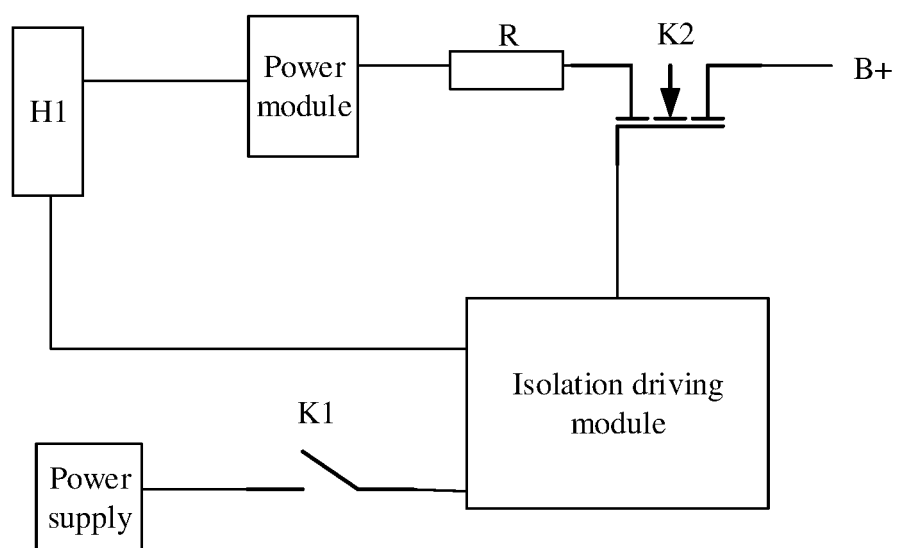 R
K2
Power
module
B+
H1
Isolation driving
module
K1
Power
supply